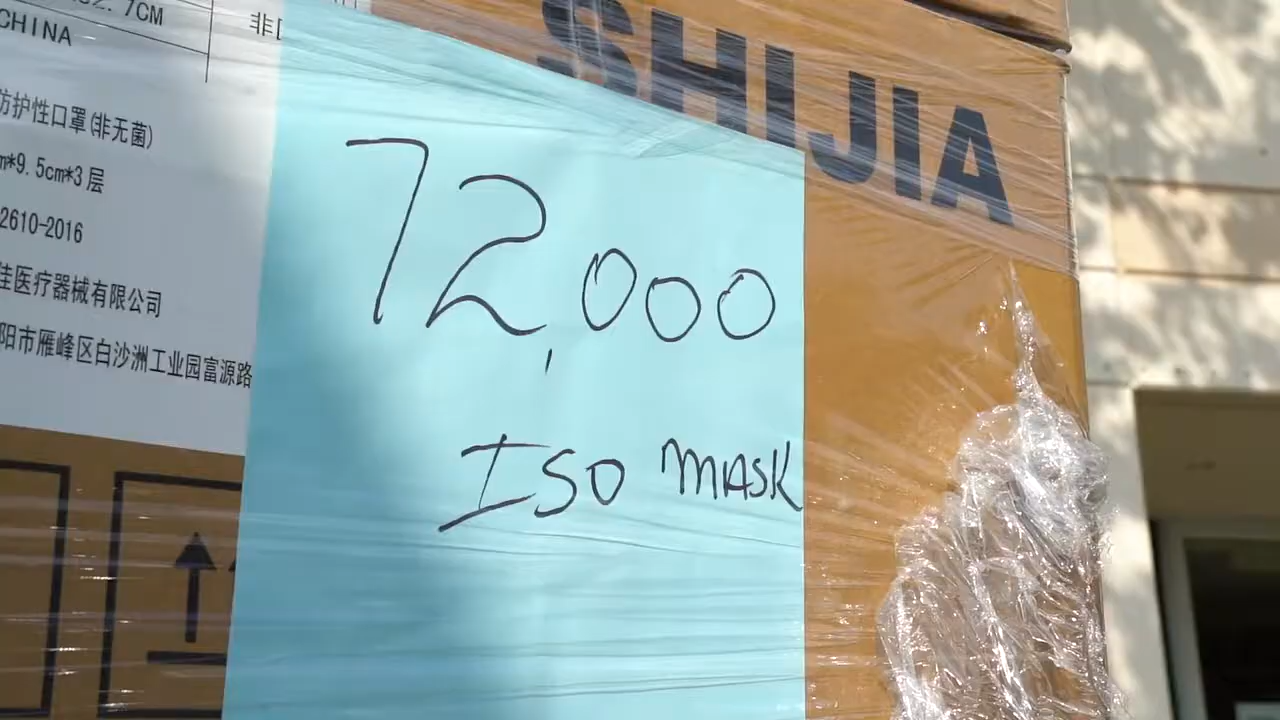 7CM
CHINA
非
防护性口罩(非无菌)
m*9.5cm*3层
2610-2016
佳医疗器械有限公司
阳市雁峰区白沙洲工业园富源路
SHIJIA
72,000
ISO MASK